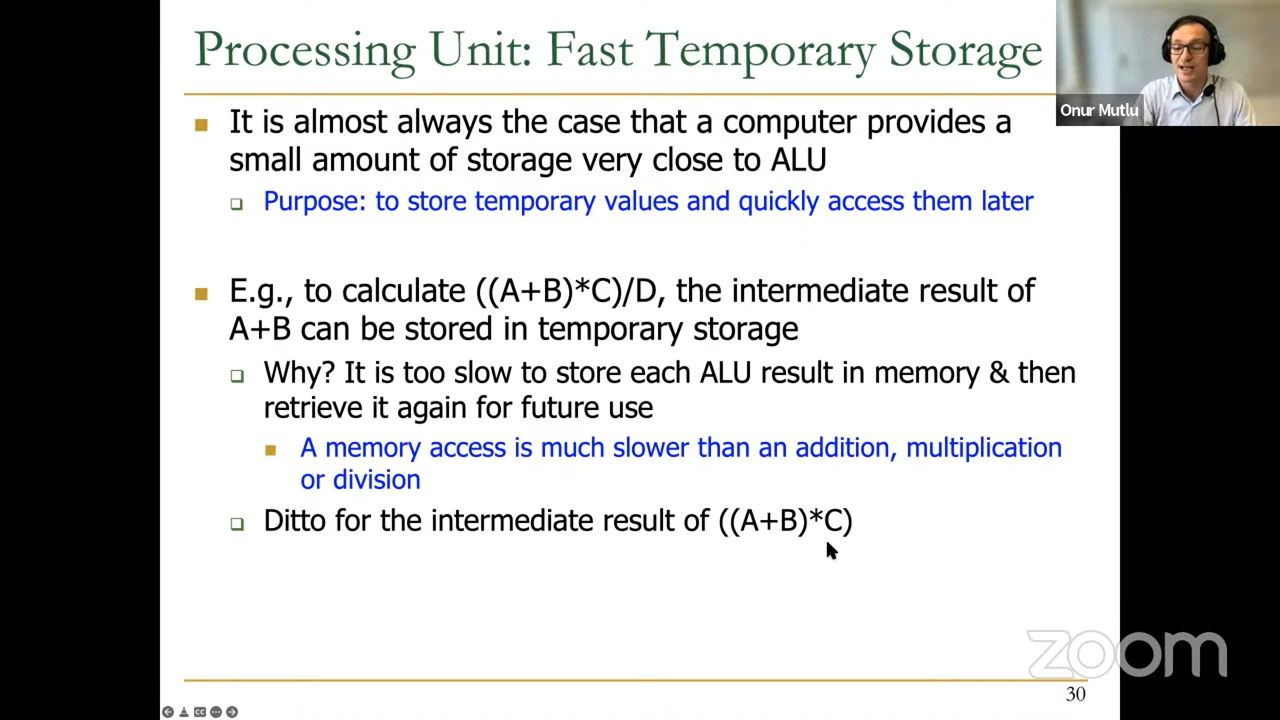 Processing Unit: Fast Temporary Storage
Onur Mutlu
It is almost always the case that a computer provides a
small amount of storage very close to ALU
Purpose: to store temporary values and quickly access them later
E.g., to calculate ((A+B)*C)/D, the intermediate result of
A+B can be stored in temporary storage
Why? It is too slow to store each ALU result in memory & then
retrieve it again for future use
A memory access is much slower than an addition, multiplication
or division
Ditto for the intermediate result of ((A+B)*C)
zoom
30
CC